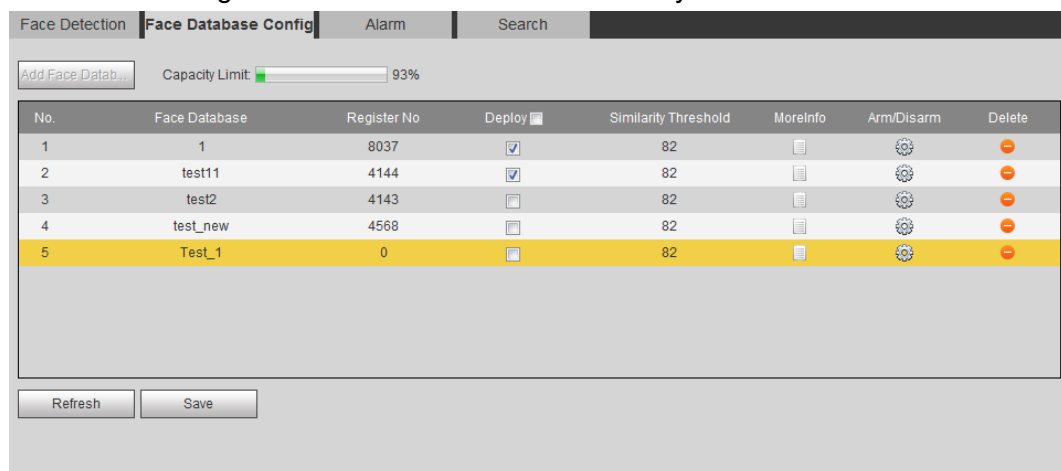 Face Detection Face Database Config Alarm Search
Add Face Datab... Capacity Limit: 93%
No. Face Database Register No Deploy Similarity Threshold MoreInfo Arm/Disarm Delete
1 1 8037 82
2 test11 4144 82
3 test2 4143 82
4 test_new 4568 82
5 Test_1 0 82
Refresh Save